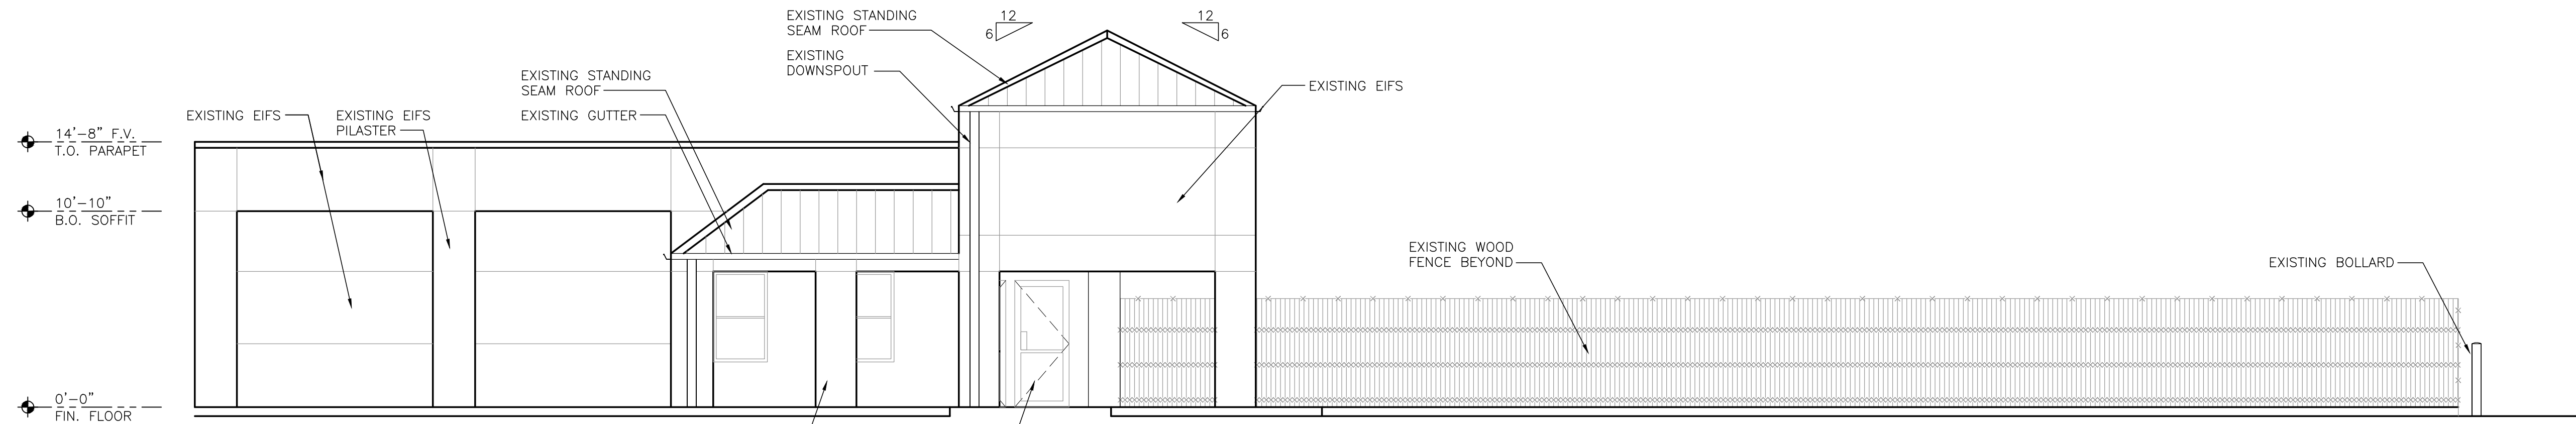 EXISTING STANDING
SEAM ROOF
12
6
12
6
EXISTING
DOWNSPOUT
EXISTING STANDING
SEAM ROOF
EXISTING GUTTER
EXISTING EIFS
EXISTING EIFS
EXISTING EIFS
PILASTER
14'-8" F.V.
T.O. PARAPET
10'-10"
B.O. SOFFIT
EXISTING WOOD
FENCE BEYOND
EXISTING BOLLARD
0'-0"
FIN. FLOOR